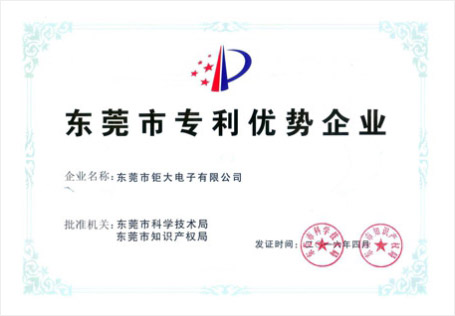 东莞市专利优势企业
企业名称：东莞市钜大电子有限公司
批准机关：东莞市科学技术局
东莞市知识产权局
发证时间：二〇一六年四月
东莞市科学技术局
东莞市知识产权局